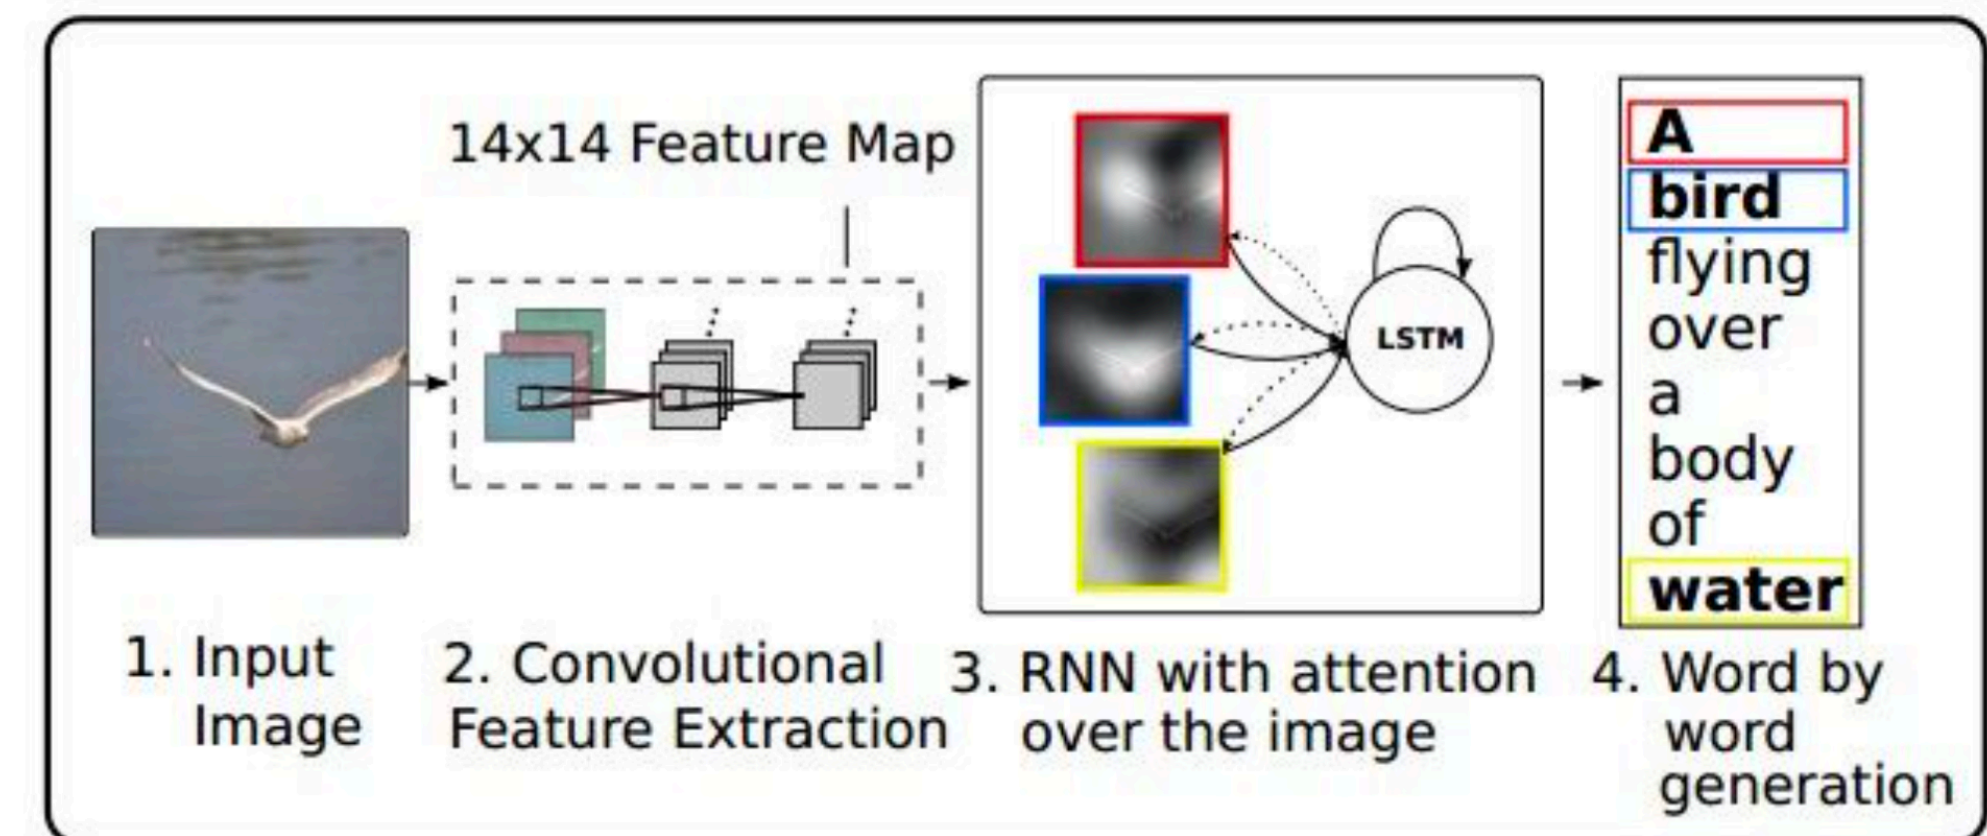 14x14 Feature Map
LSTM
A
bird
flying
over
a
body
of
water
1. Input
Image
2. Convolutional
Feature Extraction
3. RNN with attention
over the image
4. Word by
word
generation